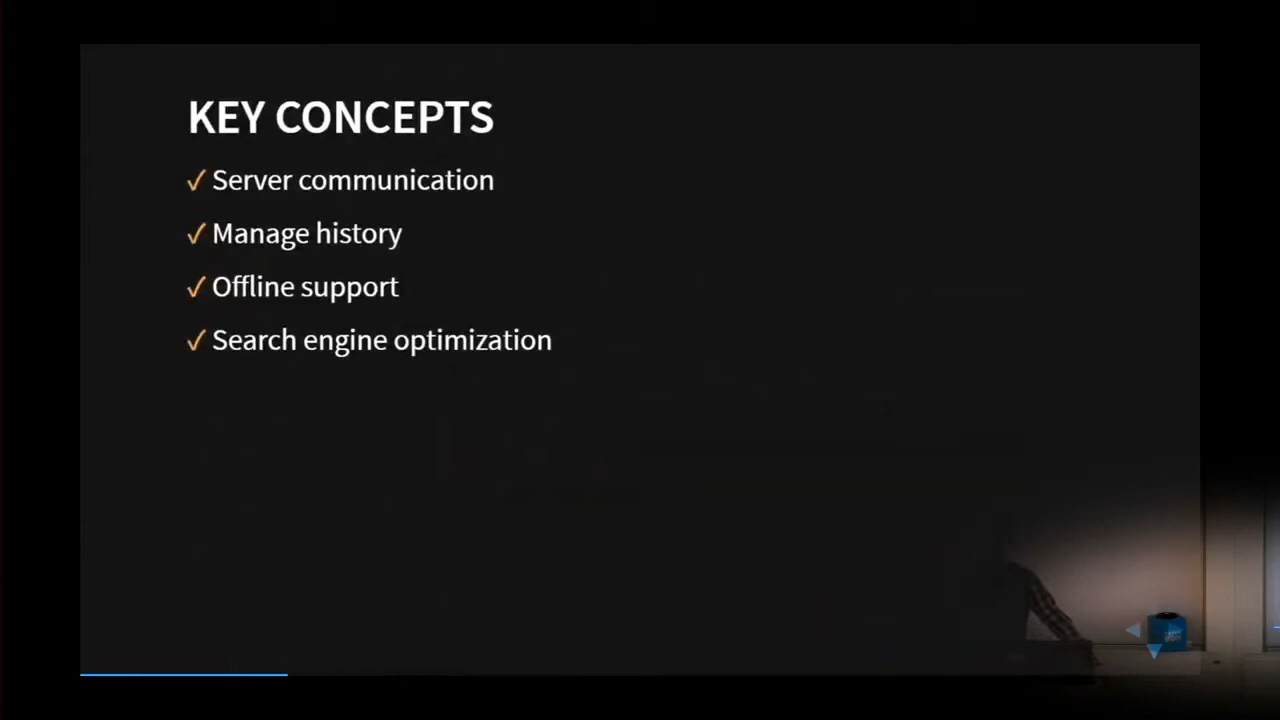 KEY CONCEPTS
✓ Server communication
✓ Manage history
✓ Offline support
✓ Search engine optimization